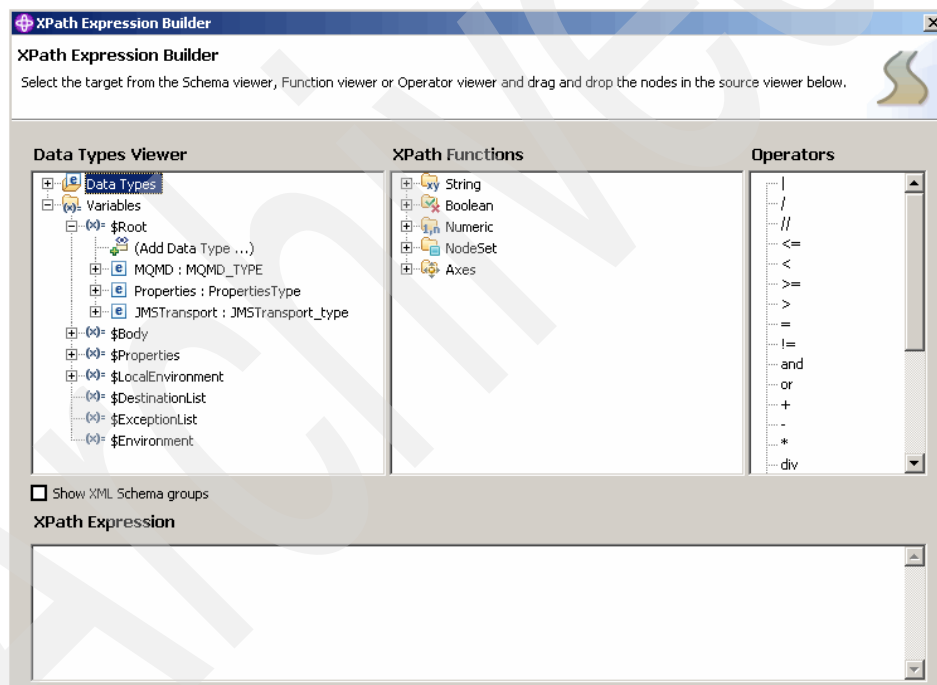 XPath Expression Builder
XPath Expression Builder
Select the target from the Schema viewer, Function viewer or Operator viewer and drag and drop the nodes in the source viewer below.
Data Types Viewer
Data Types
Variables
$Root
(Add Data Type ...)
MQMD : MQMD_TYPE
Properties : PropertiesType
JMSTransport : JMSTransport_type
$Body
$Properties
$LocalEnvironment
$DestinationList
$ExceptionList
$Environment
XPath Functions
String
Boolean
Numeric
NodeSet
Axes
Operators
|
/
//
<=
<
>=
>
=
!=
and
or
+
-
*
div
Show XML Schema groups
XPath Expression